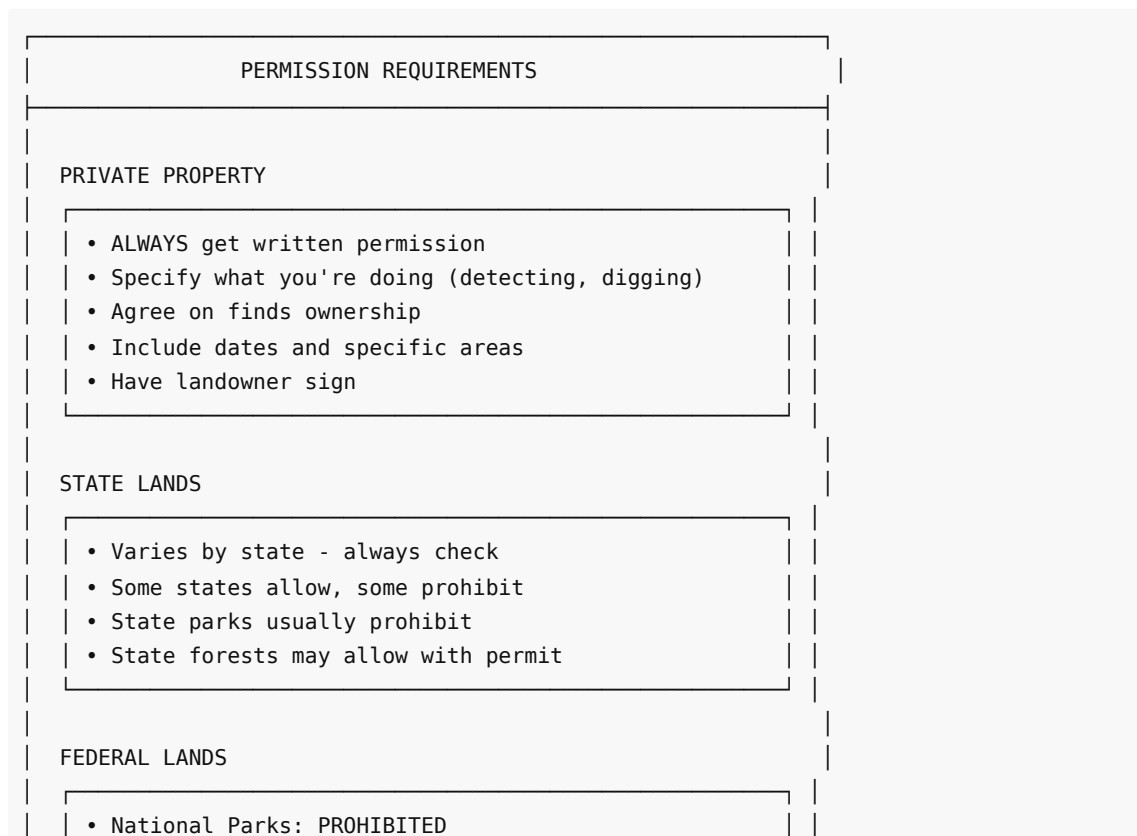 PERMISSION REQUIREMENTS
PRIVATE PROPERTY
• ALWAYS get written permission
• Specify what you're doing (detecting, digging)
• Agree on finds ownership
• Include dates and specific areas
• Have landowner sign
STATE LANDS
• Varies by state - always check
• Some states allow, some prohibit
• State parks usually prohibit
• State forests may allow with permit
FEDERAL LANDS
• National Parks: PROHIBITED